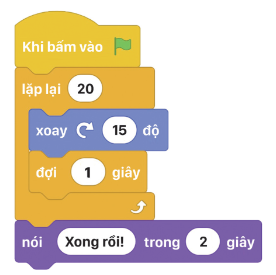 Khi bấm vào
lặp lại 20
xoay 15 độ
đợi 1 giây
nói Xong rồi! trong 2 giây